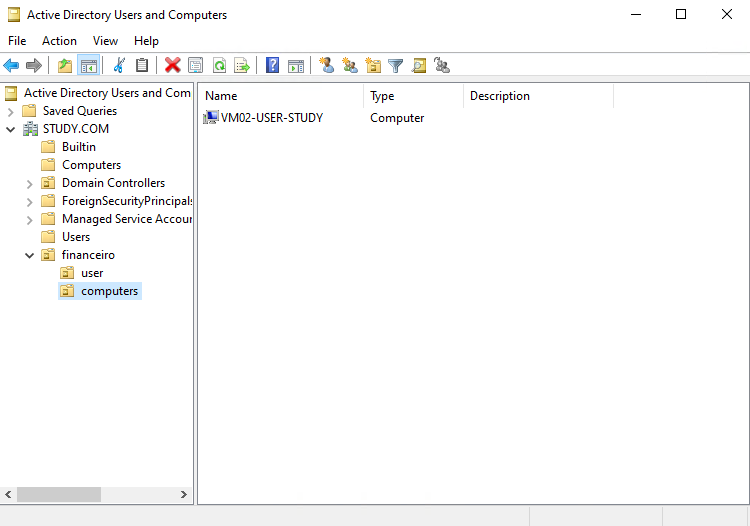 Active Directory Users and Computers
File Action View Help
Active Directory Users and Com
Saved Queries
STUDY.COM
Builtin
Computers
Domain Controllers
ForeignSecurityPrincipals
Managed Service Accour
Users
financeiro
user
computers
Name Type Description
VM02-USER-STUDY Computer